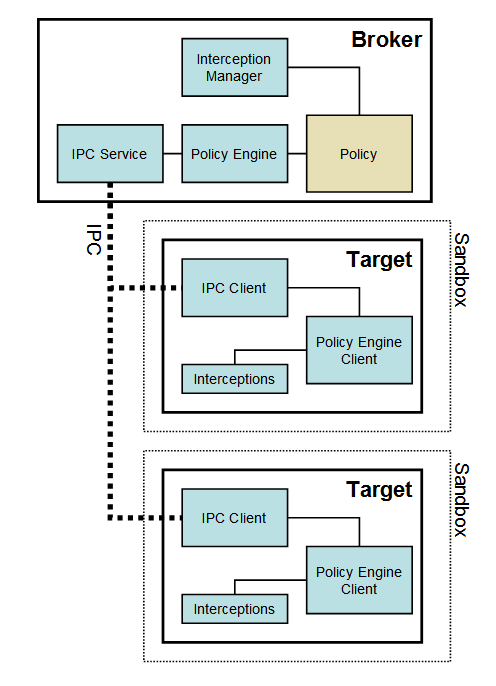 Broker
Interception
Manager
IPC Service
Policy Engine
Policy
IPC
Sandbox
Target
IPC Client
Policy Engine
Client
Interceptions
Sandbox
Target
IPC Client
Policy Engine
Client
Interceptions